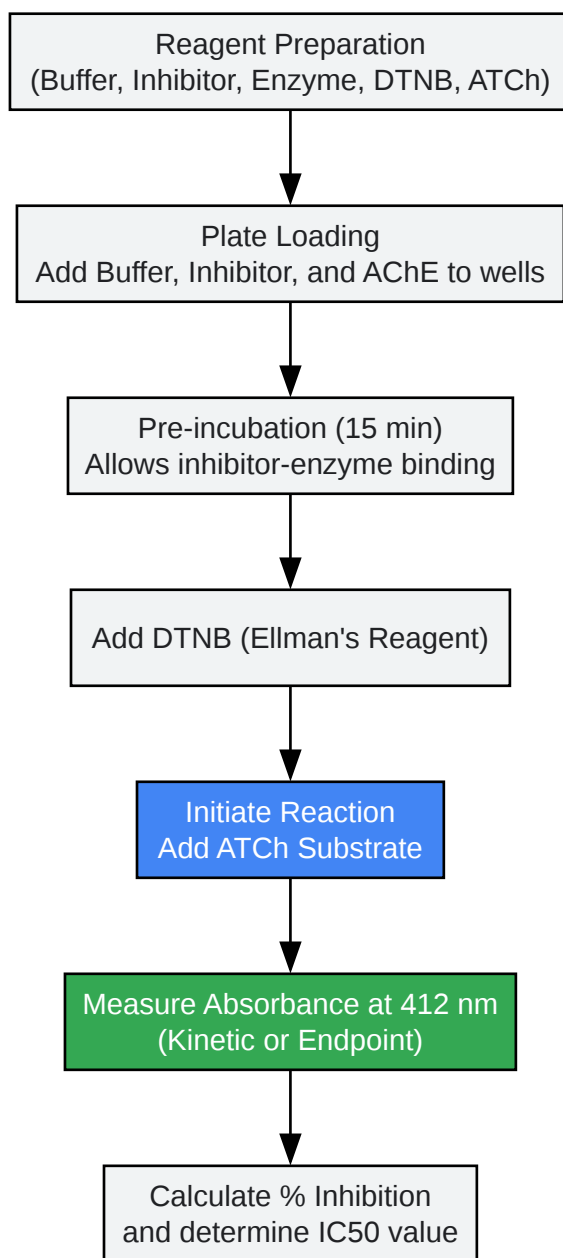 Reagent Preparation
(Buffer, Inhibitor, Enzyme, DTNB, ATCh)
Plate Loading
Add Buffer, Inhibitor, and AChE to wells
Pre-incubation (15 min)
Allows inhibitor-enzyme binding
Add DTNB (Ellman's Reagent)
Initiate Reaction
Add ATCh Substrate
Measure Absorbance at 412 nm
(Kinetic or Endpoint)
Calculate % Inhibition
and determine IC50 value